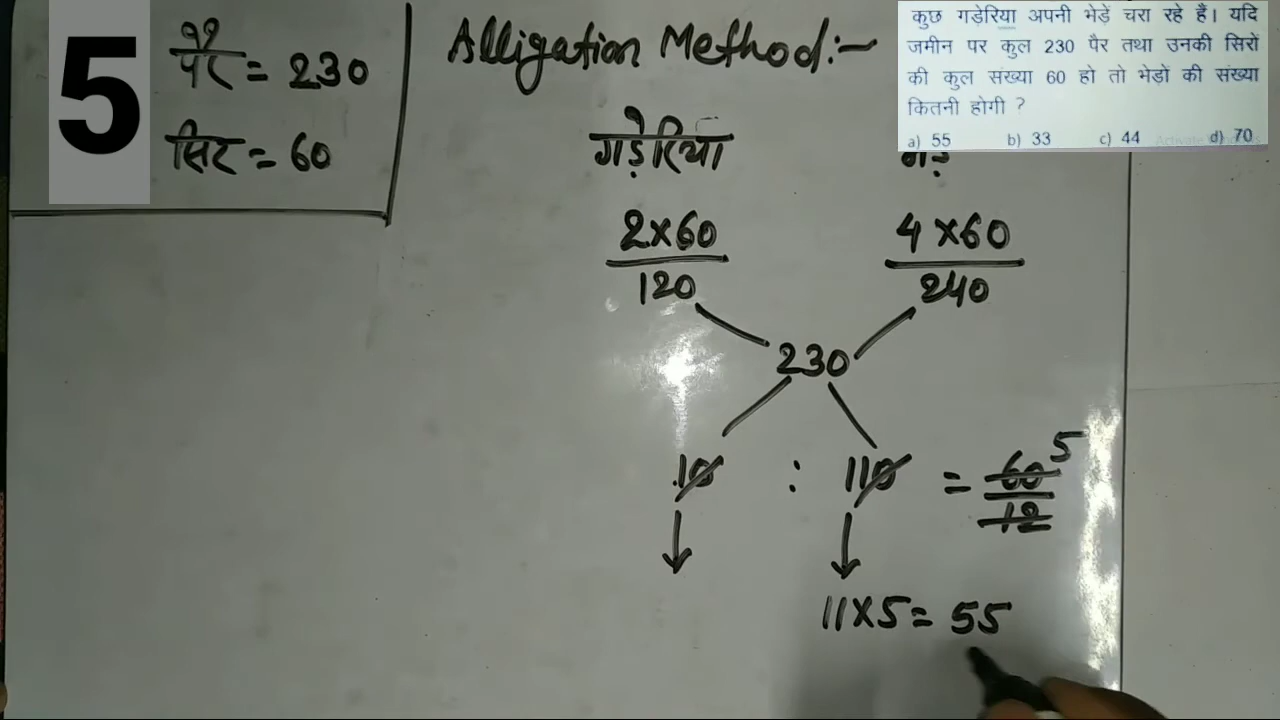 5
पैर = 230
सिर = 60
Alligation Method:-
कुछ गड़ेरिया अपनी भेड़ें चरा रहे हैं। यदि
जमीन पर कुल 230 पैर तथा उनकी सिरों
की कुल संख्या 60 हो तो भेड़ों की संख्या
कितनी होगी ?
a) 55 b) 33 c) 44 d) 70
गड़ेरिया
2×60 4×60
120 240
230
10 : 110 = 60 5
12
11×5 = 55